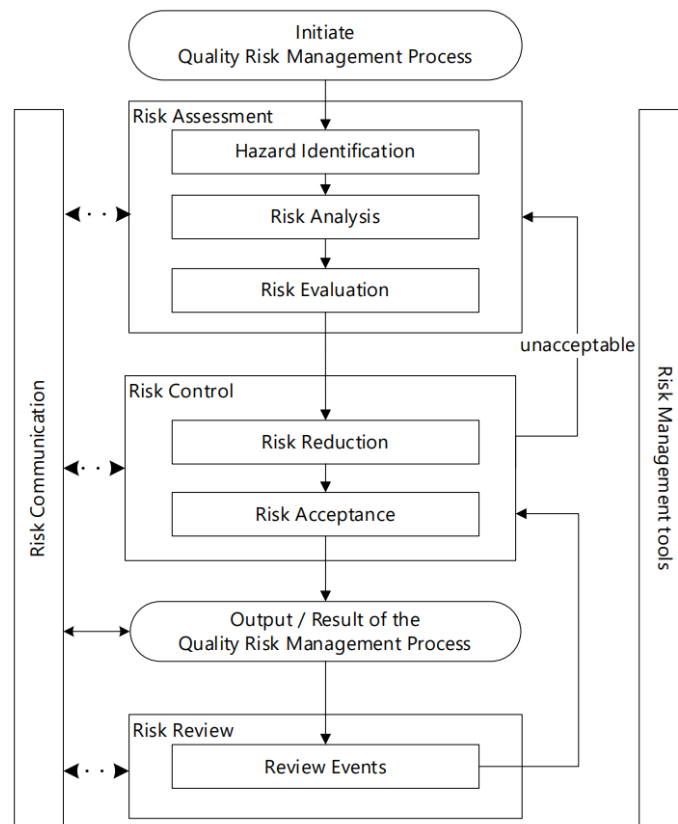 Initiate
Quality Risk Management Process
Risk Assessment
Hazard Identification
Risk Analysis
Risk Evaluation
unacceptable
Risk Control
Risk Reduction
Risk Acceptance
Output / Result of the
Quality Risk Management Process
Risk Review
Review Events
Risk Communication
Risk Management tools